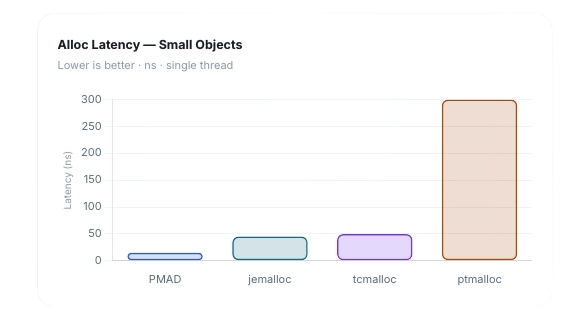 Alloc Latency — Small Objects
Lower is better · ns · single thread
Latency (ns)
300
250
200
150
100
50
0
PMAD jemalloc tcmalloc ptmalloc